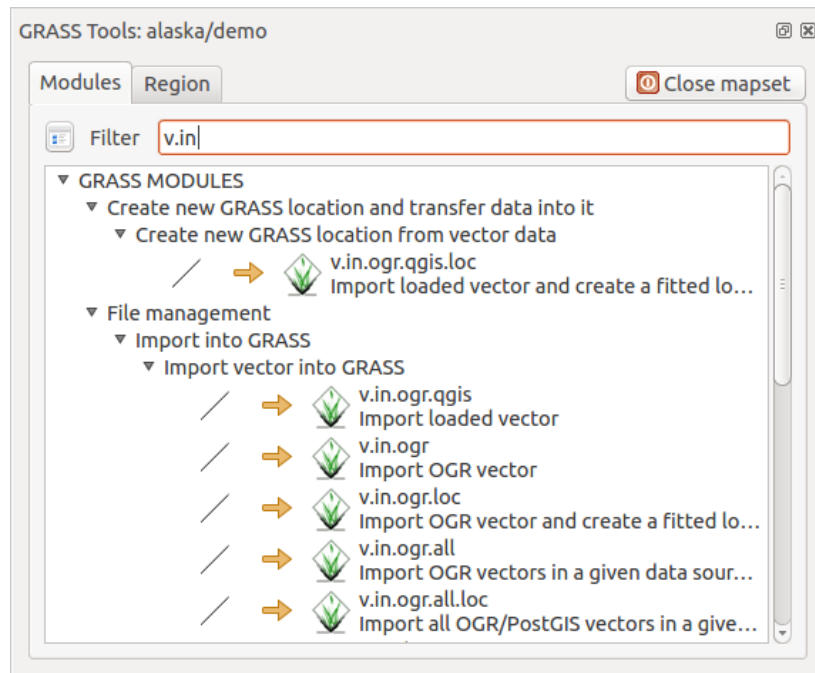 GRASS Tools: alaska/demo
Modules
Region
Close mapset
Filter
v.in
GRASS MODULES
Create new GRASS location and transfer data into it
Create new GRASS location from vector data
v.in.ogr.qgis.loc
Import loaded vector and create a fitted lo...
File management
Import into GRASS
Import vector into GRASS
v.in.ogr.qgis
Import loaded vector
v.in.ogr
Import OGR vector
v.in.ogr.loc
Import OGR vector and create a fitted lo...
v.in.ogr.all
Import OGR vectors in a given data sour...
v.in.ogr.all.loc
Import all OGR/PostGIS vectors in a give...